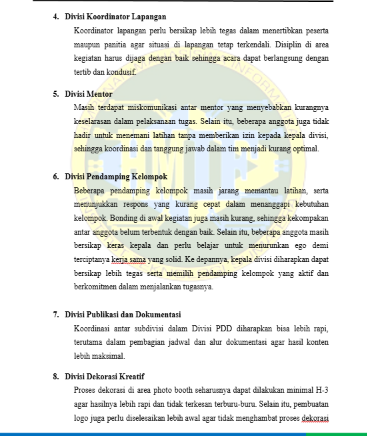 4. Divisi Koordinator Lapangan
Koordinator lapangan perlu bersikap lebih tegas dalam menertibkan peserta
maupun panitia agar situasi di lapangan tetap terkendali. Disiplin di area
kegiatan harus dijaga dengan baik sehingga acara dapat berlangsung dengan
tertib dan kondusif.
5. Divisi Mentor
Masih terdapat miskomunikasi antar mentor yang menyebabkan kurangnya
keselarasan dalam pelaksanaan tugas. Selain itu, beberapa anggota juga tidak
hadir untuk menemani latihan tanpa memberikan izin kepada kepala divisi,
sehingga koordinasi dan tanggung jawab dalam tim menjadi kurang optimal.
6. Divisi Pendamping Kelompok
Beberapa pendamping kelompok masih jarang memantau latihan, serta
menunjukkan respons yang kurang cepat dalam menanggapi kebutuhan
kelompok. Bonding di awal kegiatan juga masih kurang, sehingga kekompakan
antar anggota belum terbentuk dengan baik. Selain itu, beberapa anggota masih
bersikap keras kepala dan perlu belajar untuk menurunkan ego demi
terciptanya kerja sama yang solid. Ke depannya, kepala divisi diharapkan dapat
bersikap lebih tegas serta memilih pendamping kelompok yang aktif dan
berkomitmen dalam menjalankan tugasnya.
7. Divisi Publikasi dan Dokumentasi
Koordinasi antar subdivisi dalam Divisi PDD diharapkan bisa lebih rapi,
terutama dalam pembagian jadwal dan alur dokumentasi agar hasil konten
lebih maksimal.
8. Divisi Dekorasi Kreatif
Proses dekorasi di area photo booth seharusnya dapat dilakukan minimal H-3
agar hasilnya lebih rapi dan tidak terkesan terburu-buru. Selain itu, pembuatan
logo juga perlu diselesaikan lebih awal agar tidak menghambat proses dekorasi